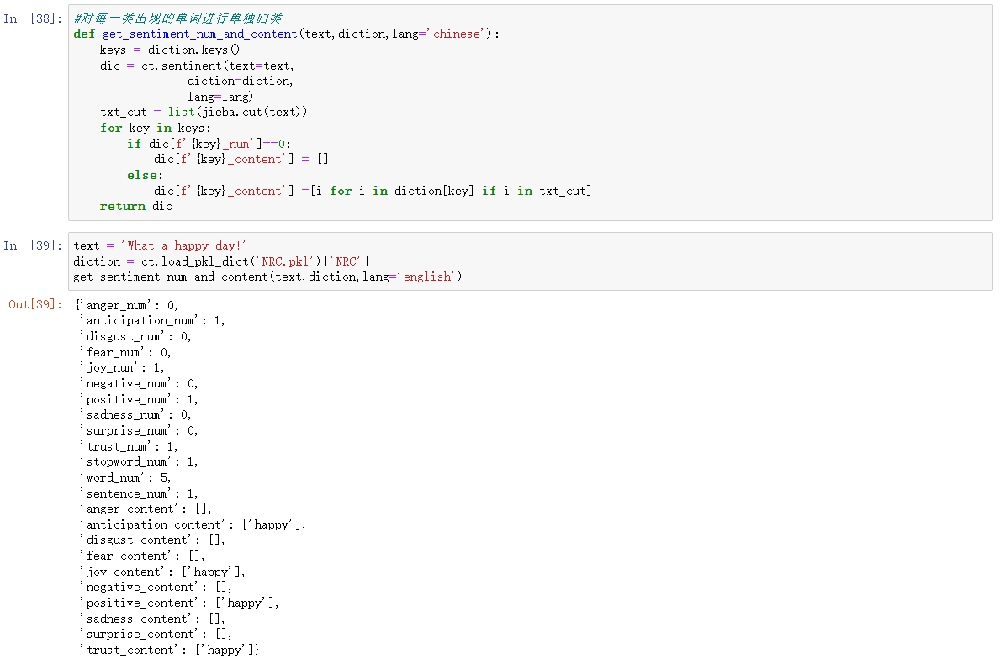 In [38]: #对每一类出现的单词进行单独归类
def get_sentiment_num_and_content(text,diction,lang='chinese'):
    keys = diction.keys()
    dic = ct.sentiment(text=text,
                 diction=diction,
                 lang=lang)
    txt_cut = list(jieba.cut(text))
    for key in keys:
        if dic[f'{key}_num']==0:
            dic[f'{key}_content'] = []
        else:
            dic[f'{key}_content'] =[i for i in diction[key] if i in txt_cut]
    return dic
In [39]: text = 'What a happy day!'
diction = ct.load_pkl_dict('NRC.pkl')['NRC']
get_sentiment_num_and_content(text,diction,lang='english')
Out[39]: {'anger_num': 0,
'anticipation_num': 1,
'disgust_num': 0,
'fear_num': 0,
'joy_num': 1,
'negative_num': 0,
'positive_num': 1,
'sadness_num': 0,
'surprise_num': 0,
'trust_num': 1,
'stopword_num': 1,
'word_num': 5,
'sentence_num': 1,
'anger_content': [],
'anticipation_content': ['happy'],
'disgust_content': [],
'fear_content': [],
'joy_content': ['happy'],
'negative_content': [],
'positive_content': ['happy'],
'sadness_content': [],
'surprise_content': [],
'trust_content': ['happy']}